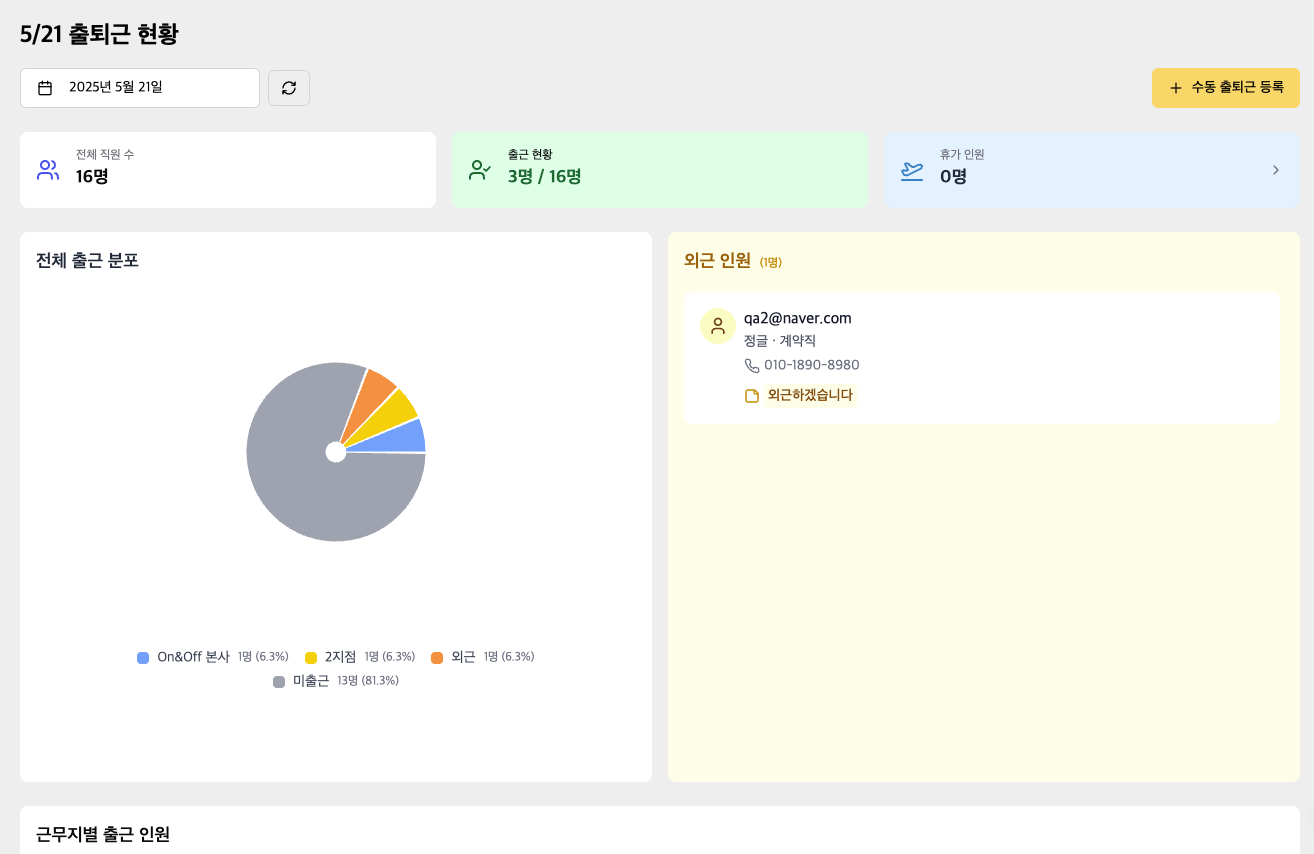 5/21 출퇴근 현황
2025년 5월 21일
수동 출퇴근 등록
전체 직원 수
16명
출근 현황
3명 / 16명
휴가 인원
0명
전체 출근 분포
On&Off 본사 1명 (6.3%) 2지점 1명 (6.3%) 외근 1명 (6.3%)
미출근 13명 (81.3%)
외근 인원 (1명)
qa2@naver.com
정글 · 계약직
010-1890-8980
외근하겠습니다
근무지별 출근 인원